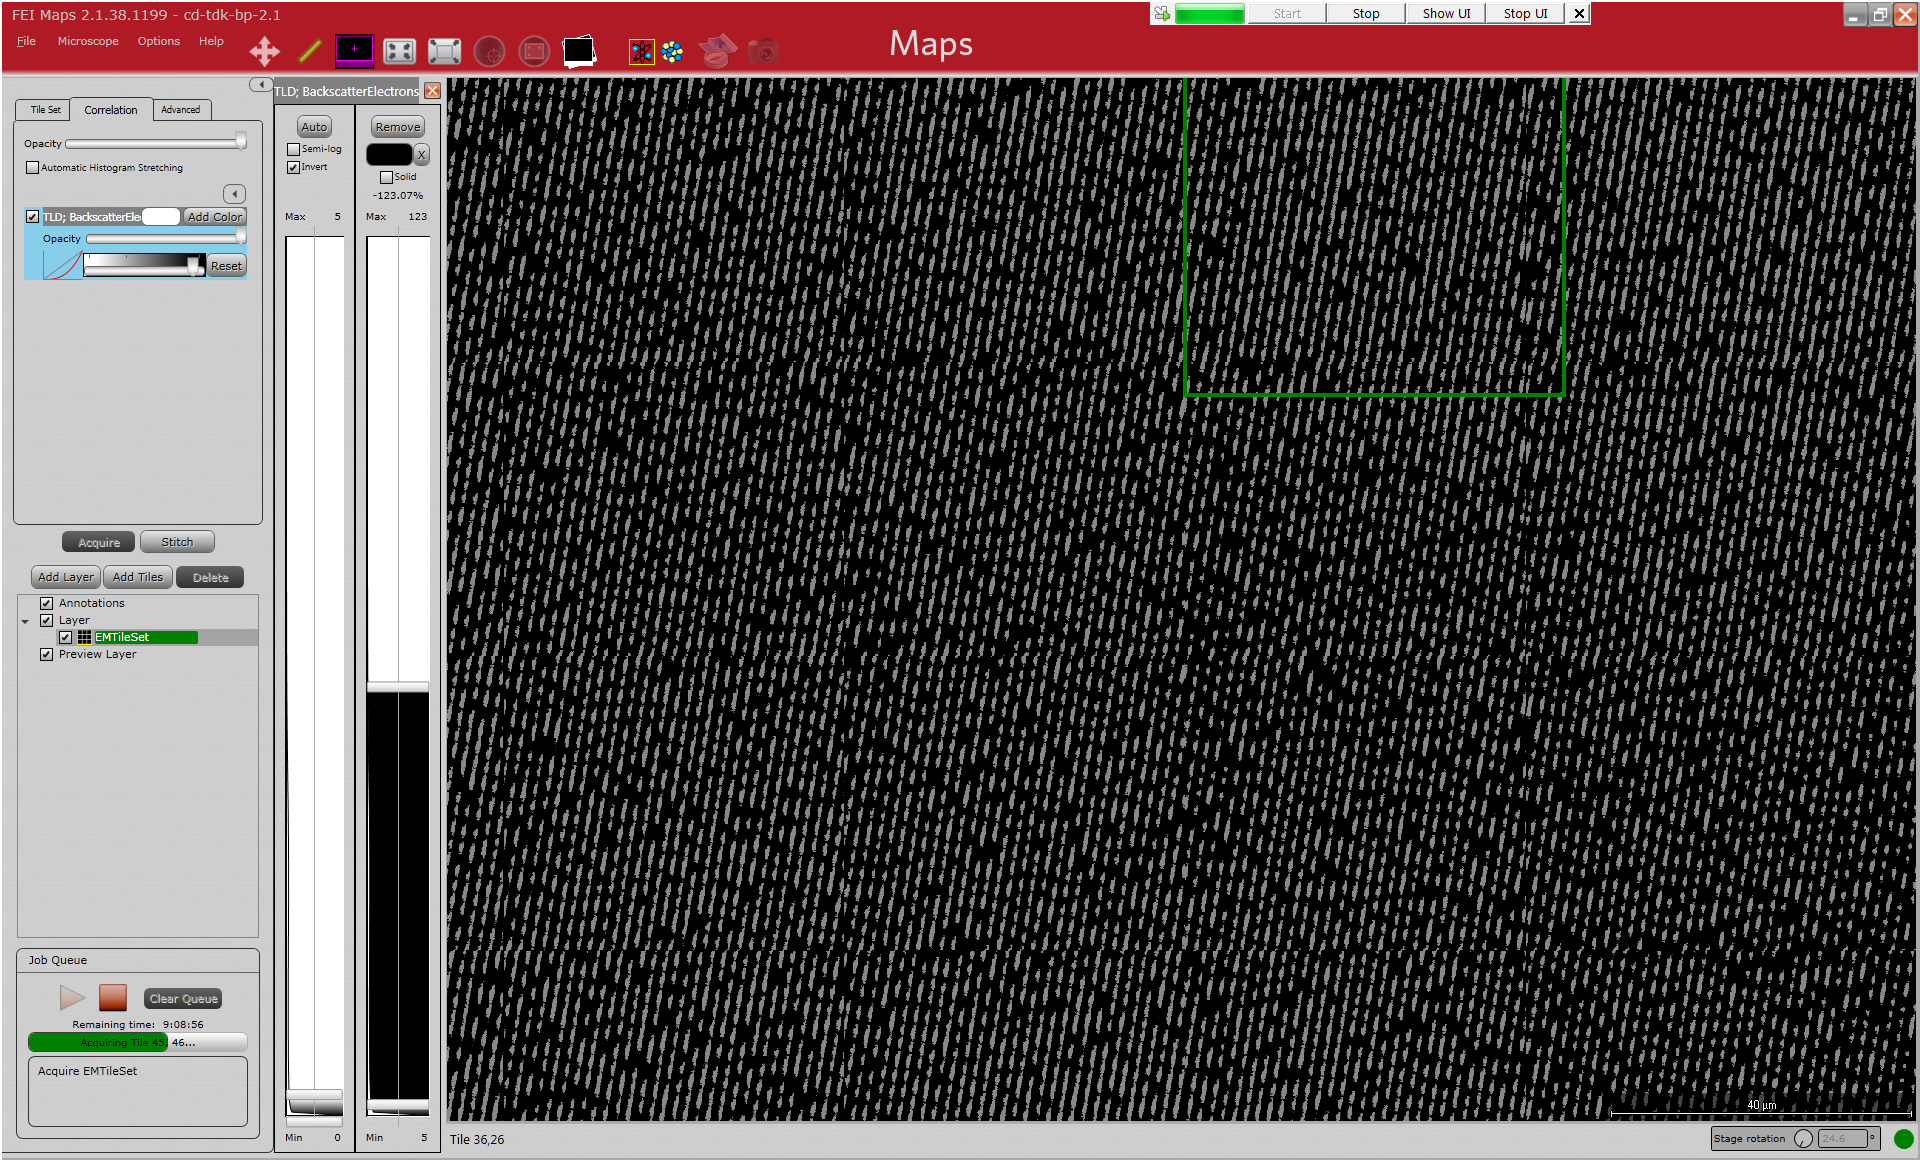 FEI Maps 2.1.38.1199 - cd-tdk-bp-2.1
Start Stop Show UI Stop UI
File Microscope Options Help
Maps
Tile Set Correlation Advanced
Opacity
Automatic Histogram Stretching
TLD; BackscatterEle Add Color
Opacity
Reset
Acquire Stitch
Add Layer Add Tiles Delete
Annotations
Layer
EMTileSet
Preview Layer
Job Queue
Clear Queue
Remaining time: 9:08:56
Acquiring Tile 45, 46...
Acquire EMTileSet
TLD; BackscatterElectrons
Auto
Semi-log
Invert
Max 5
Min 0
Remove
X
Solid
-123.07%
Max 123
Min 5
40 µm
Tile 36,26
Stage rotation 24.6 °